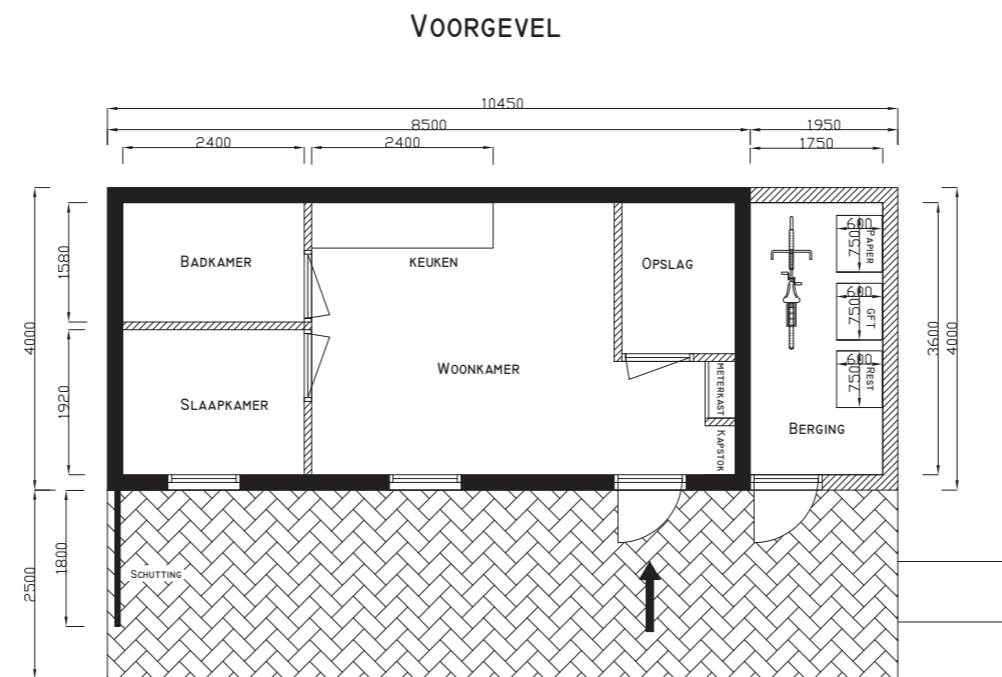 VOORGEVEL
10450
8500
1950
2400
2400
1750
4000
1580
1920
BADKAMER
KEUKEN
OPSLAG
WOONKAMER
SLAAPKAMER
METERKAST
KAPSTOK
600
750
PAPIER
600
750
GFT
600
750
REST
BERGING
3600
4000
2500
1800
SCHUTTING